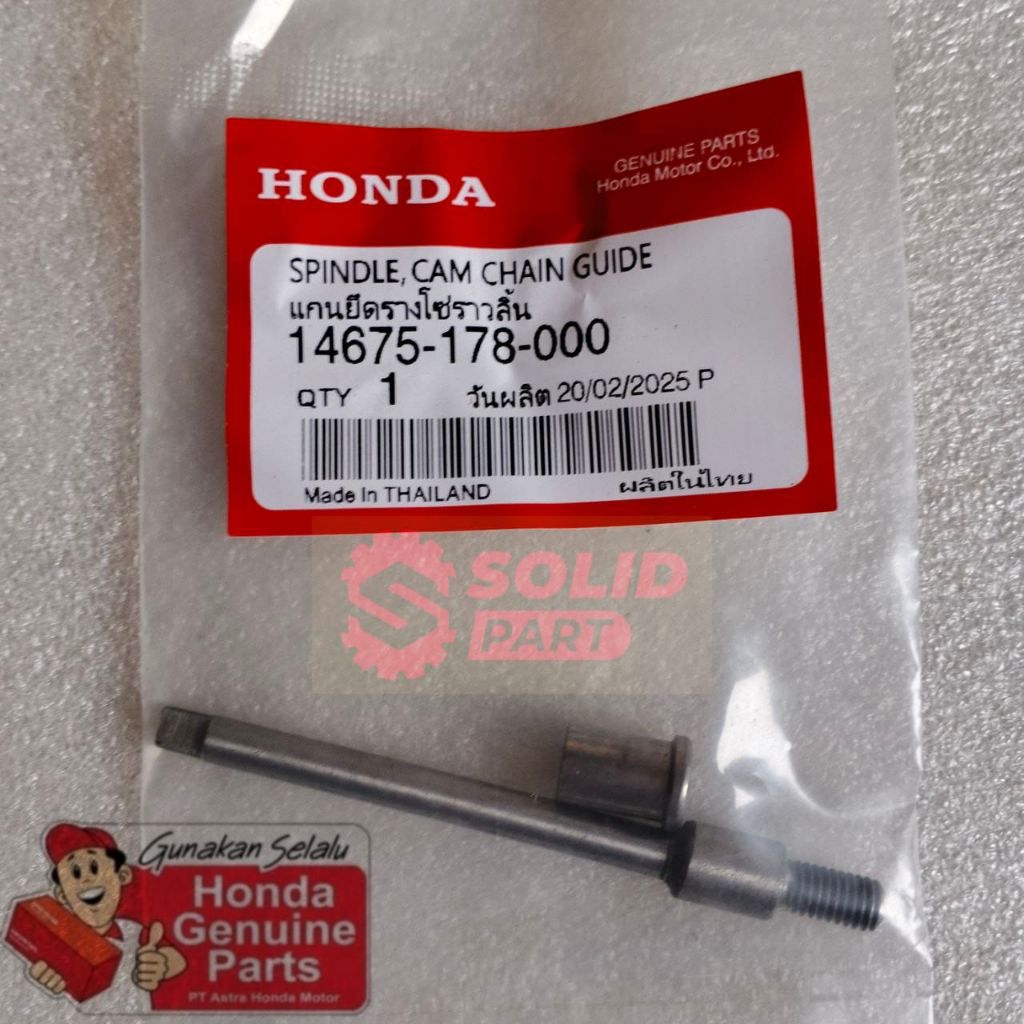 HONDA
GENUINE PARTS
Honda Motor Co., Ltd.
SPINDLE, CAM CHAIN GUIDE
แกนยึดรางโซ่ราวลิ้น
14675-178-000
QTY 1 วันผลิต 20/02/2025 P
Made In THAILAND ผลิตในไทย
SOLID
PART
Gunakan Selalu
Honda
Genuine
Parts
PT Astra Honda Motor